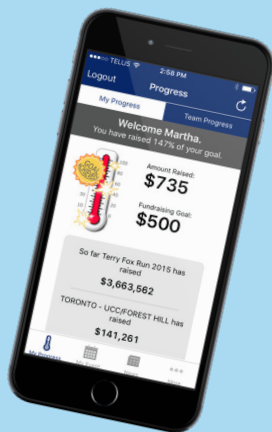 TELUS 2:58 PM
Logout Progress
My Progress Team Progress
Welcome Martha.
You have raised 147% of your goal.
Amount Raised:
$735
Fundraising Goal:
$500
So far Terry Fox Run 2015 has
raised
$3,663,562
TORONTO - UCC/FOREST HILL has
raised
$141,261
My Progress